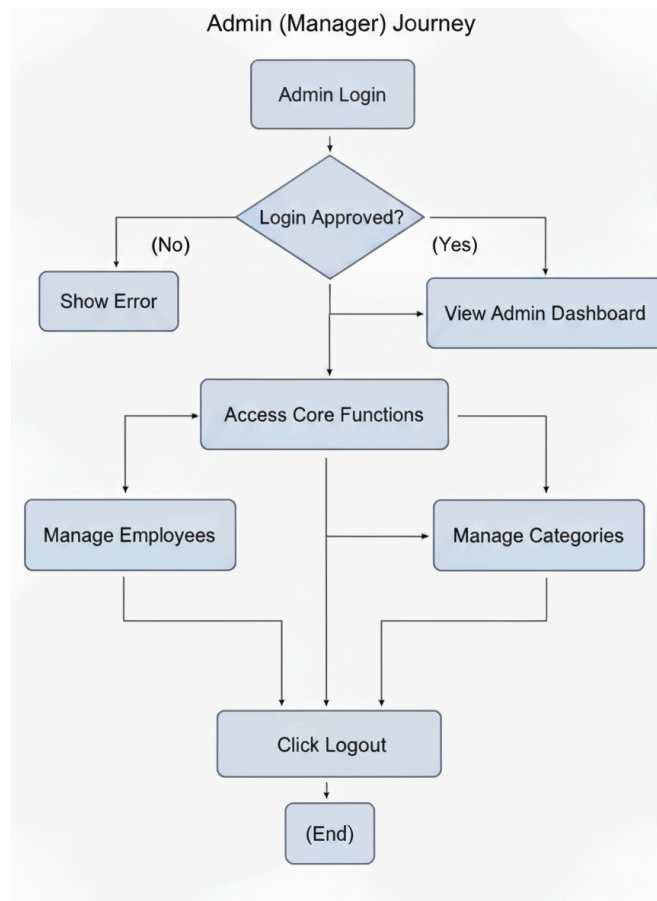 Admin (Manager) Journey
Admin Login
Login Approved?
(No)
(Yes)
Show Error
View Admin Dashboard
Access Core Functions
Manage Employees
Manage Categories
Click Logout
(End)